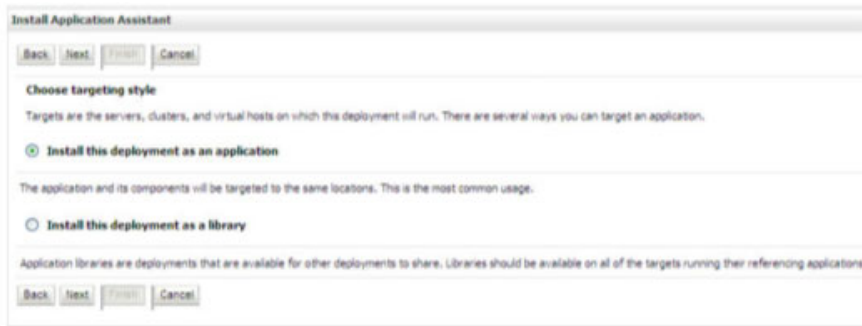 Install Application Assistant
Back Next Finish Cancel
Choose targeting style
Targets are the servers, clusters, and virtual hosts on which this deployment will run. There are several ways you can target an application.
Install this deployment as an application
The application and its components will be targeted to the same locations. This is the most common usage.
Install this deployment as a library
Application libraries are deployments that are available for other deployments to share. Libraries should be available on all of the targets running their referencing applications
Back Next Finish Cancel